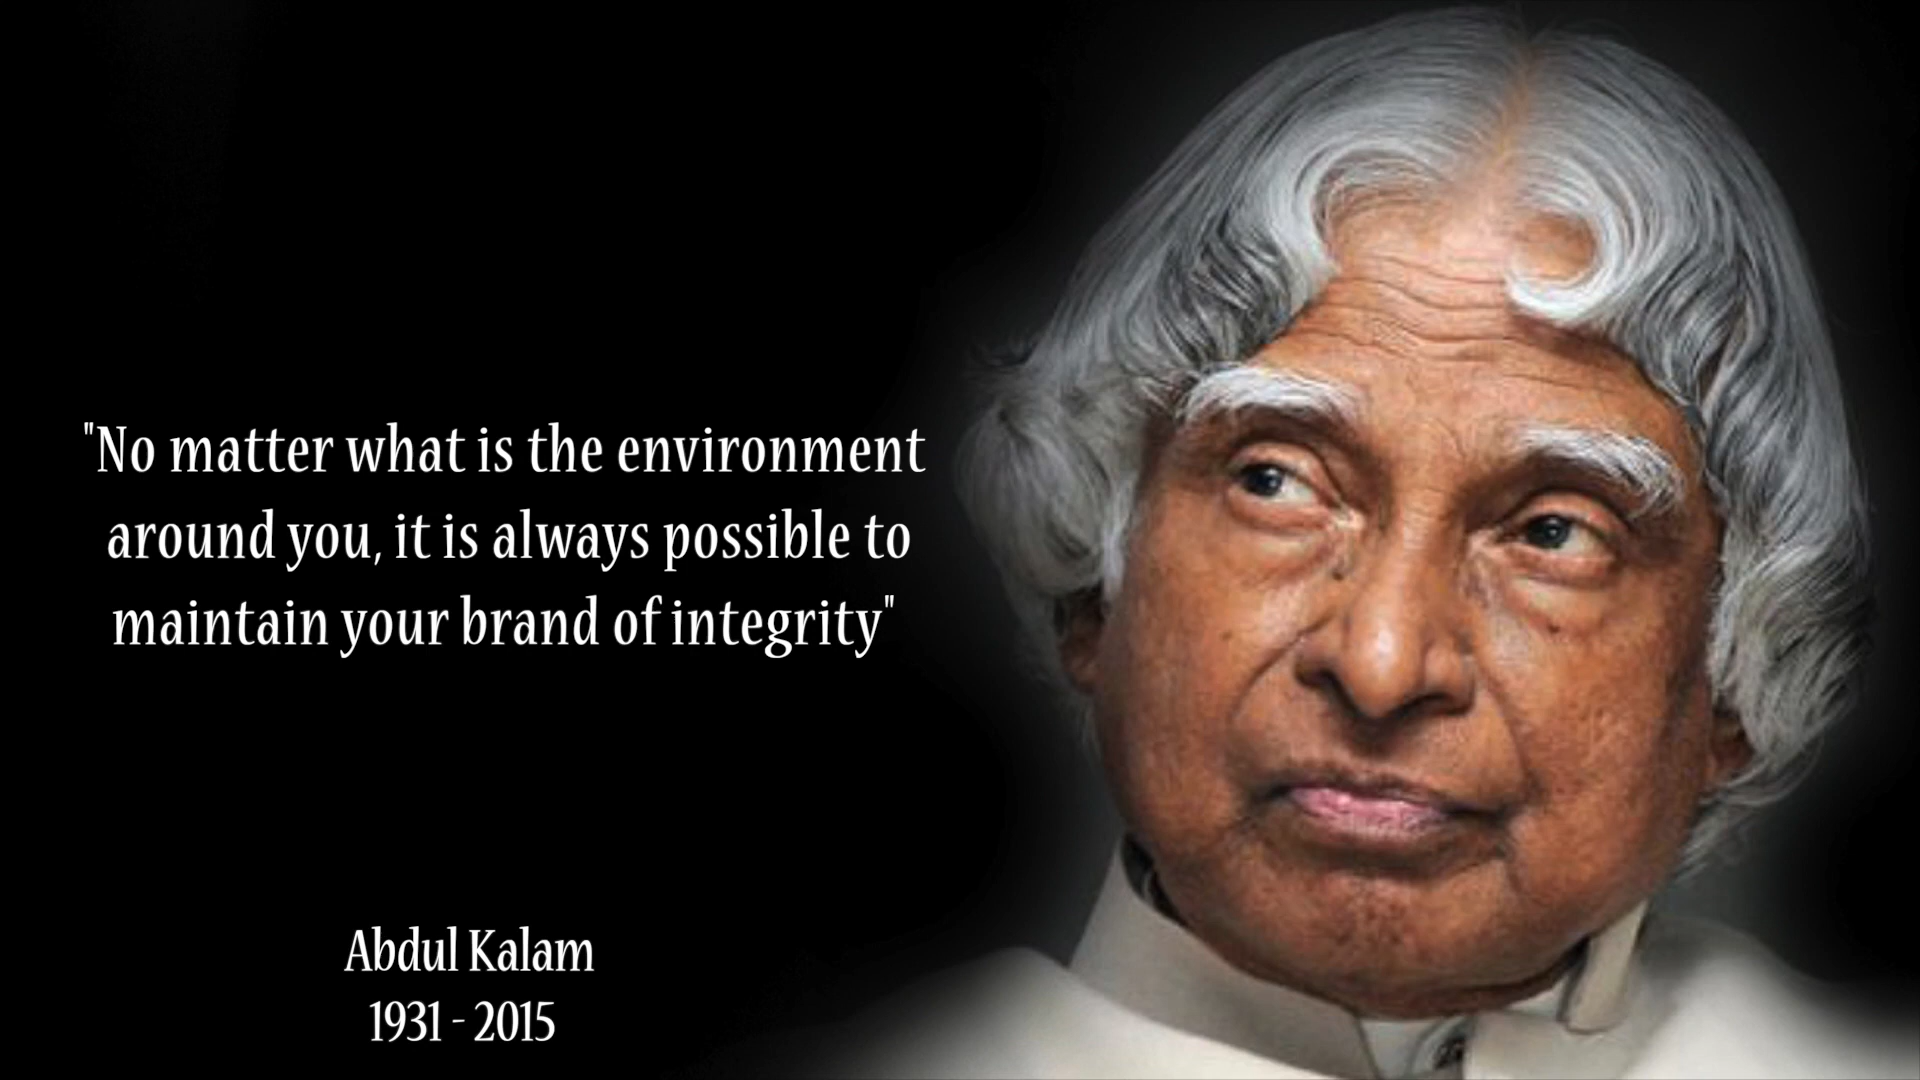 "No matter what is the environment
around you, it is always possible to
maintain your brand of integrity"
Abdul Kalam
1931 - 2015